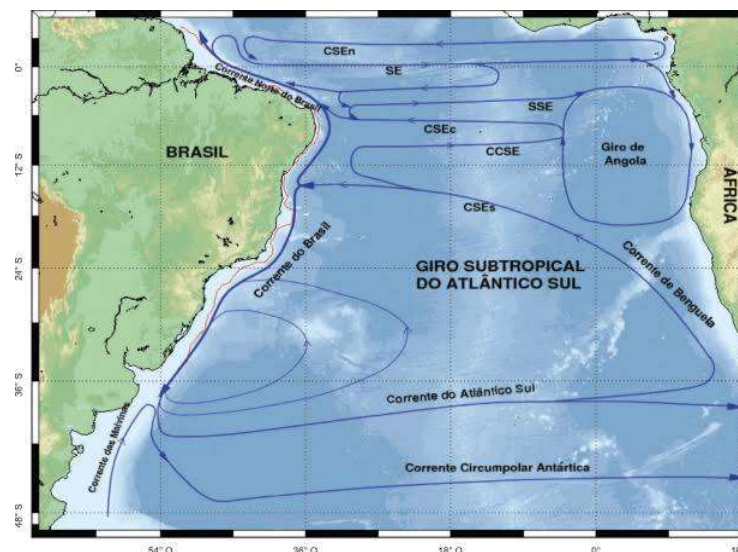 CSEn
0°
SE
Corrente Norte do Brasil
SSE
CSEc
BRASIL
CCSE
Giro de
Angola
12° S
ÁFRICA
CSEs
Corrente do Brasil
GIRO SUBTROPICAL
DO ATLÂNTICO SUL
Corrente de Benguela
24° S
36° S
Corrente do Atlântico Sul
Corrente das Malvinas
Corrente Circumpolar Antártica
48° S
54° O
36° O
18° O
0°